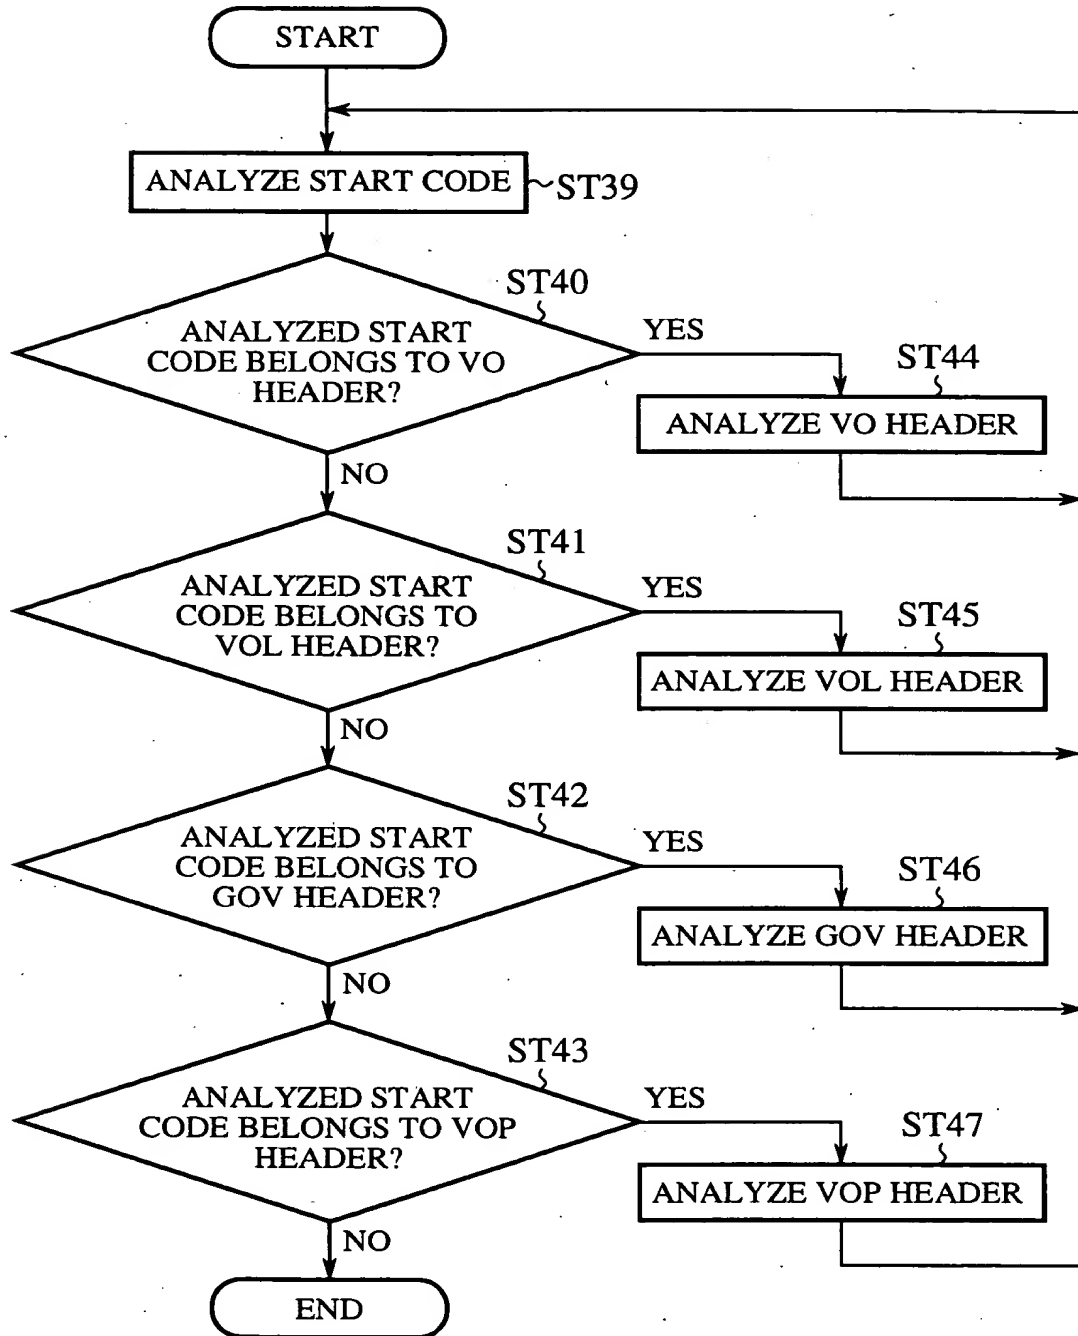 START
ANALYZE START CODE
ST39
ST40
ANALYZED START
CODE BELONGS TO VO
HEADER?
YES
ST44
ANALYZE VO HEADER
NO
ST41
ANALYZED START
CODE BELONGS TO
VOL HEADER?
YES
ST45
ANALYZE VOL HEADER
NO
ST42
ANALYZED START
CODE BELONGS TO
GOV HEADER?
YES
ST46
ANALYZE GOV HEADER
NO
ST43
ANALYZED START
CODE BELONGS TO VOP
HEADER?
YES
ST47
ANALYZE VOP HEADER
NO
END